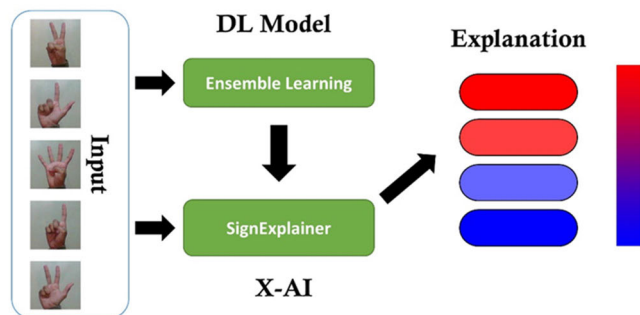 Input
DL Model
Ensemble Learning
SignExplainer
X-AI
Explanation